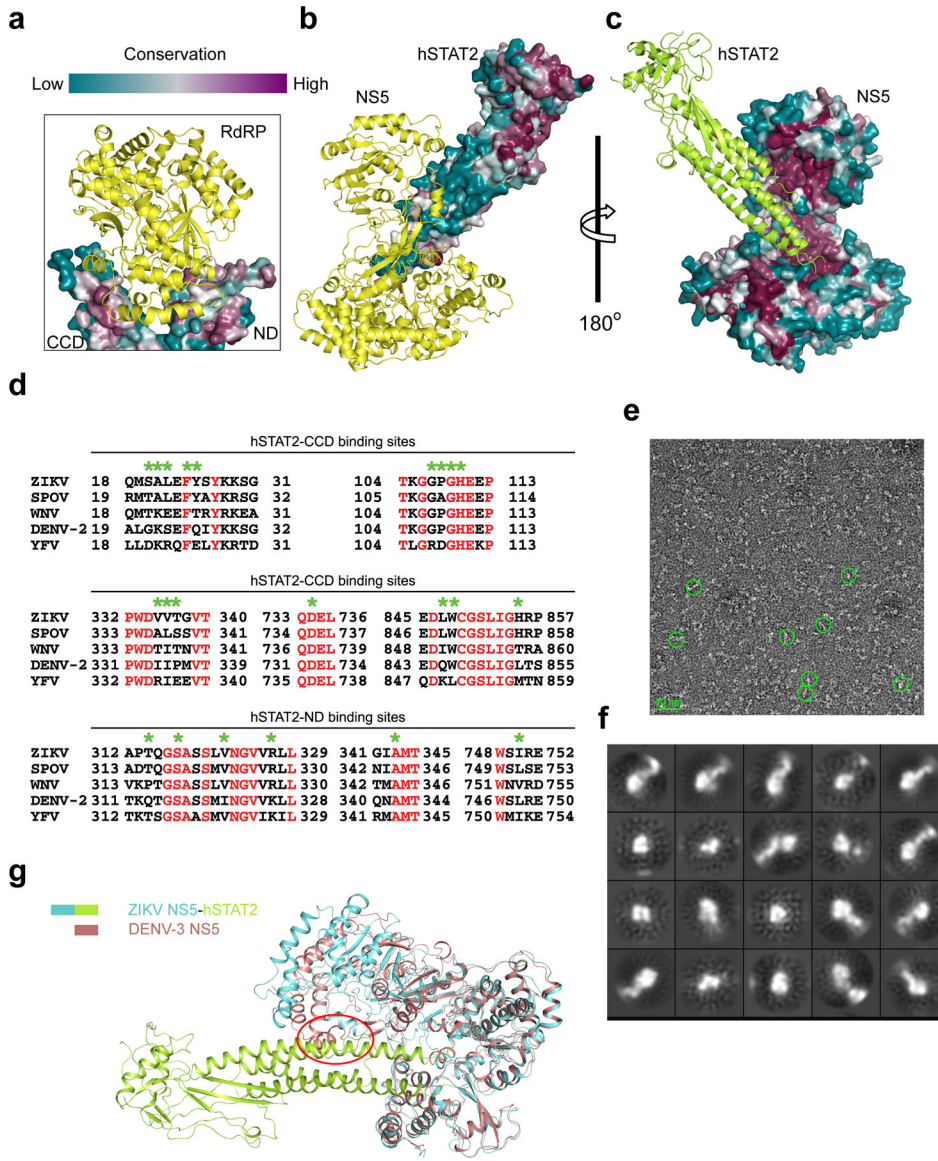 a
Conservation
Low
High
RdRP
CCD
ND
b
hSTAT2
NS5
c
hSTAT2
NS5
180o
d
hSTAT2-CCD binding sites
*** ** ****
ZIKV 18 QMSALEFYSYKKSG 31 104 TKGGPGHEEP 113
SPOV 19 RMTALEFYAYKRSG 32 105 TKGGAGHEEP 114
WNV 18 QMTKEEFTRYRKEA 31 104 TKGGPGHEEP 113
DENV-2 19 ALGKSEFQIYKKSG 32 104 TKGGPGHEEP 113
YFV 18 LLDKRQFELYKRTD 31 104 TLGRDGHEKP 113
hSTAT2-CCD binding sites
*** * ** *
ZIKV 332 PWDVVTGVT 340 733 QDEL 736 845 EDLWCGSLIGHRP 857
SPOV 333 PWDALSSVT 341 734 QDEL 737 846 EDLWCGSLIGHRP 858
WNV 333 PWDTITNVT 341 736 QDEL 739 848 EDIWCGSLIGTRA 860
DENV-2 331 PWDIIPMVT 339 731 QDEL 734 843 EDQWCGSLIGLTS 855
YFV 332 PWDRIEEVT 340 735 QDEL 738 847 QDKLCGSLIGMTN 859
hSTAT2-ND binding sites
* * * * * *
ZIKV 312 APTQGSASSLVNGVVRLL 329 341 GIAMT 345 748 WSIRE 752
SPOV 313 ADTQGSASSMVNGVVRLL 330 342 NIAMT 346 749 WSLSE 753
WNV 313 VKPTGSASSLVNGVVRLL 330 342 TMAMT 346 751 WNVRD 755
DENV-2 311 TKQTGSASSMINGVVKLL 328 340 QNAMT 344 746 WSLRE 750
YFV 312 TKTSGSAASMVNGVIKIL 329 341 RMAMT 345 750 WMIKE 754
e
f
g
ZIKV NS5-hSTAT2
DENV-3 NS5